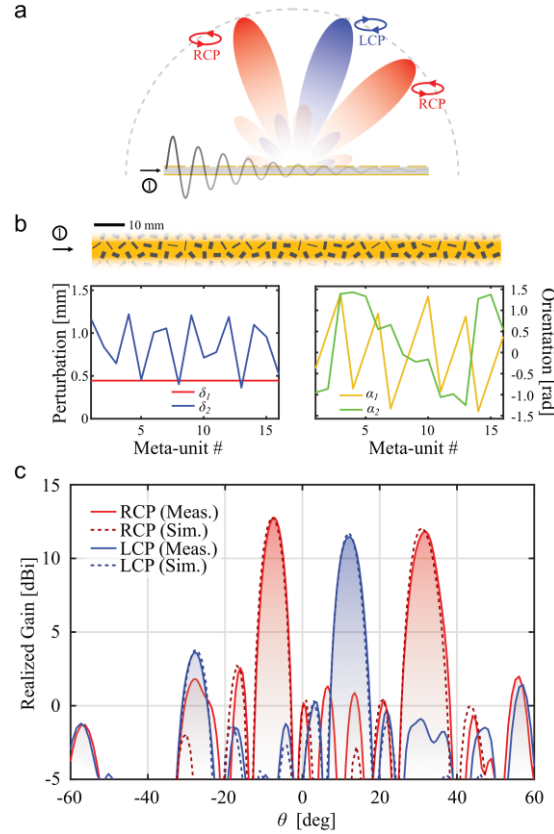 a
RCP
LCP
RCP
b
10 mm
Perturbation [mm]
1.5
1.0
0.5
0
5
10
15
Meta-unit #
δ1
δ2
5
10
15
Meta-unit #
α1
α2
1.5
1.0
0.5
0
-0.5
-1.0
-1.5
Orientation [rad]
c
Realized Gain [dBi]
15
10
5
0
-5
RCP (Meas.)
RCP (Sim.)
LCP (Meas.)
LCP (Sim.)
-60
-40
-20
0
20
40
60
θ [deg]